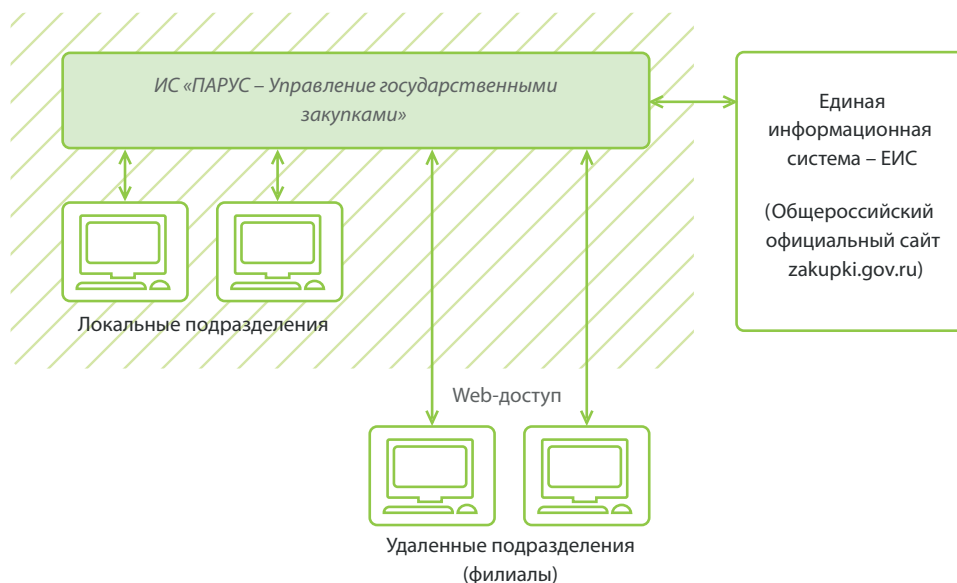 ИС «ПАРУС – Управление государственными
закупками»
Единая
информационная
система – ЕИС
(Общероссийский
официальный сайт
zakupki.gov.ru)
Локальные подразделения
Web-доступ
Удаленные подразделения
(филиалы)